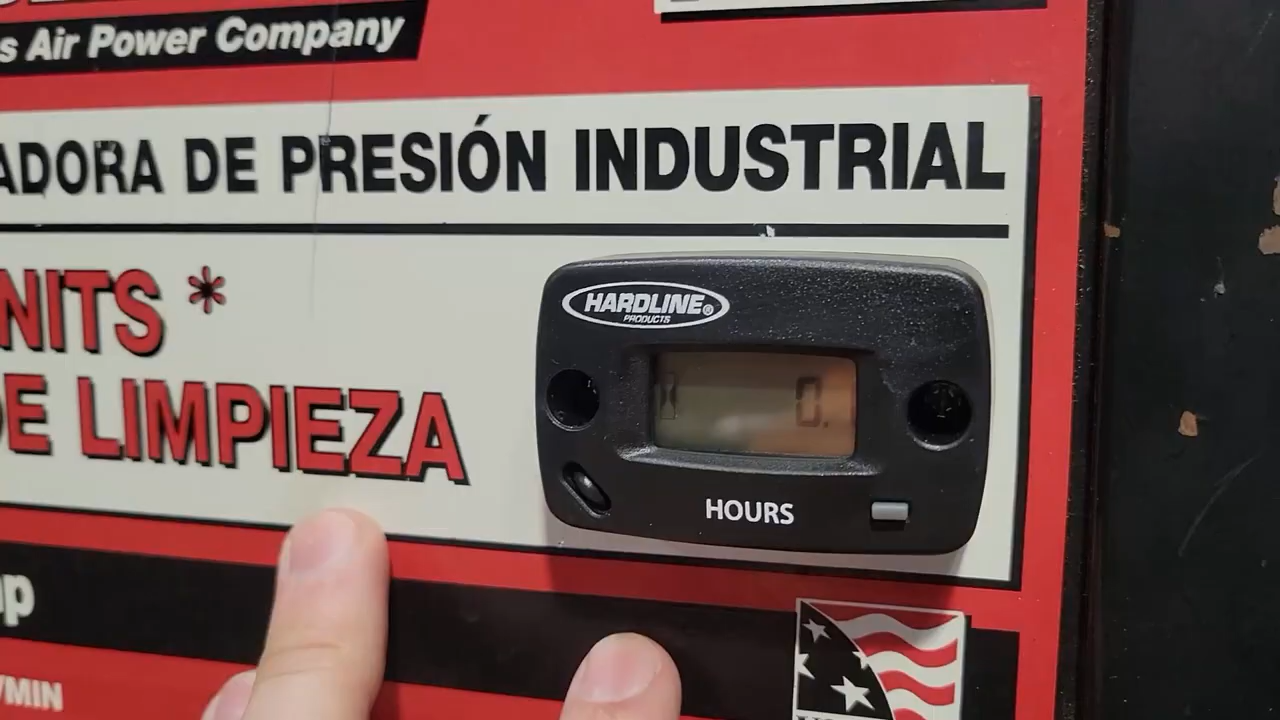 s Air Power Company
ADORA DE PRESIÓN INDUSTRIAL
NITS *
DE LIMPIEZA
HARDLINE®
PRODUCTS
0.
HOURS
/MIN